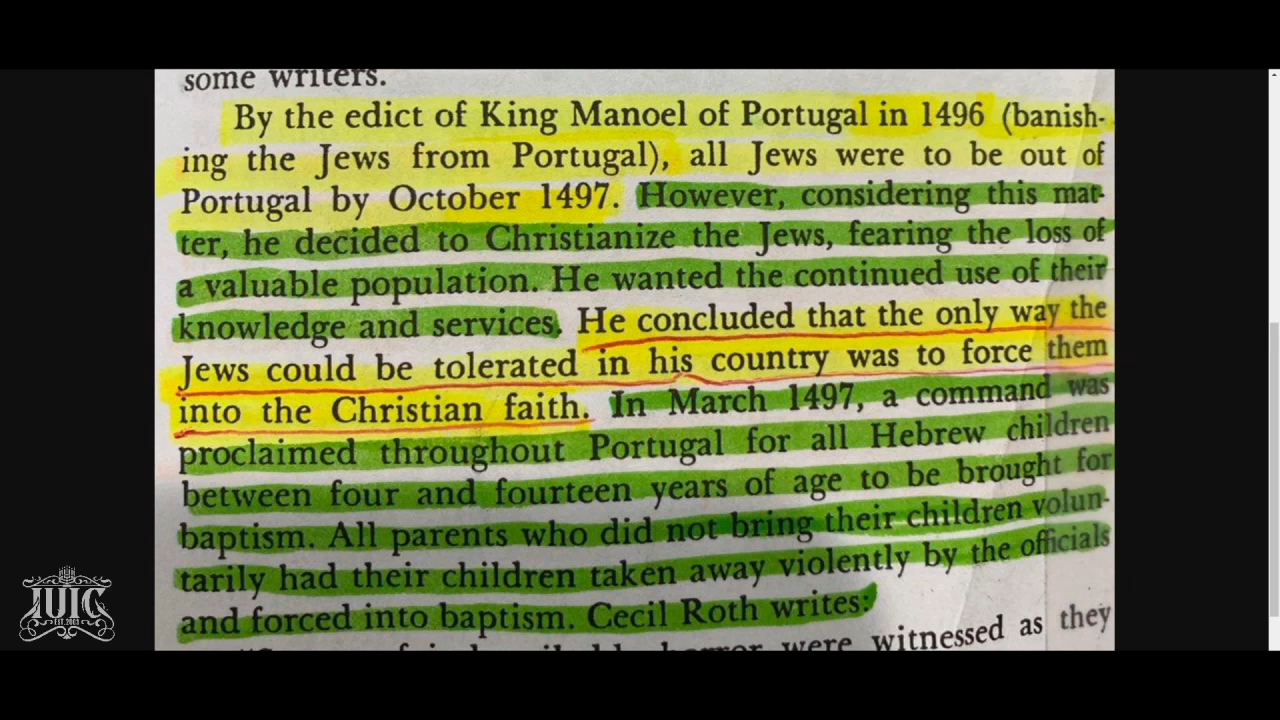 some writers.
By the edict of King Manoel of Portugal in 1496 (banish-
ing the Jews from Portugal), all Jews were to be out of
Portugal by October 1497. However, considering this mat-
ter, he decided to Christianize the Jews, fearing the loss of
a valuable population. He wanted the continued use of their
knowledge and services. He concluded that the only way the
Jews could be tolerated in his country was to force them
into the Christian faith. In March 1497, a command was
proclaimed throughout Portugal for all Hebrew children
between four and fourteen years of age to be brought for
baptism. All parents who did not bring their children volun-
tarily had their children taken away violently by the officials
and forced into baptism. Cecil Roth writes:
were witnessed as they
IUIC
EST. 2003